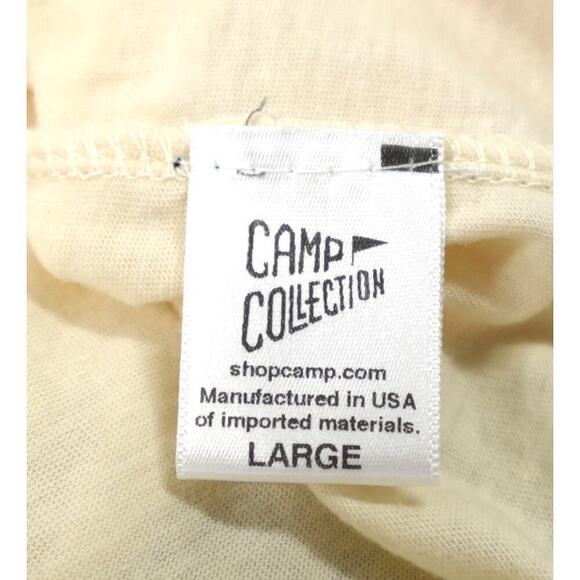 CAMP
COLLECTION
shopcamp.com
Manufactured in USA
of imported materials.
LARGE